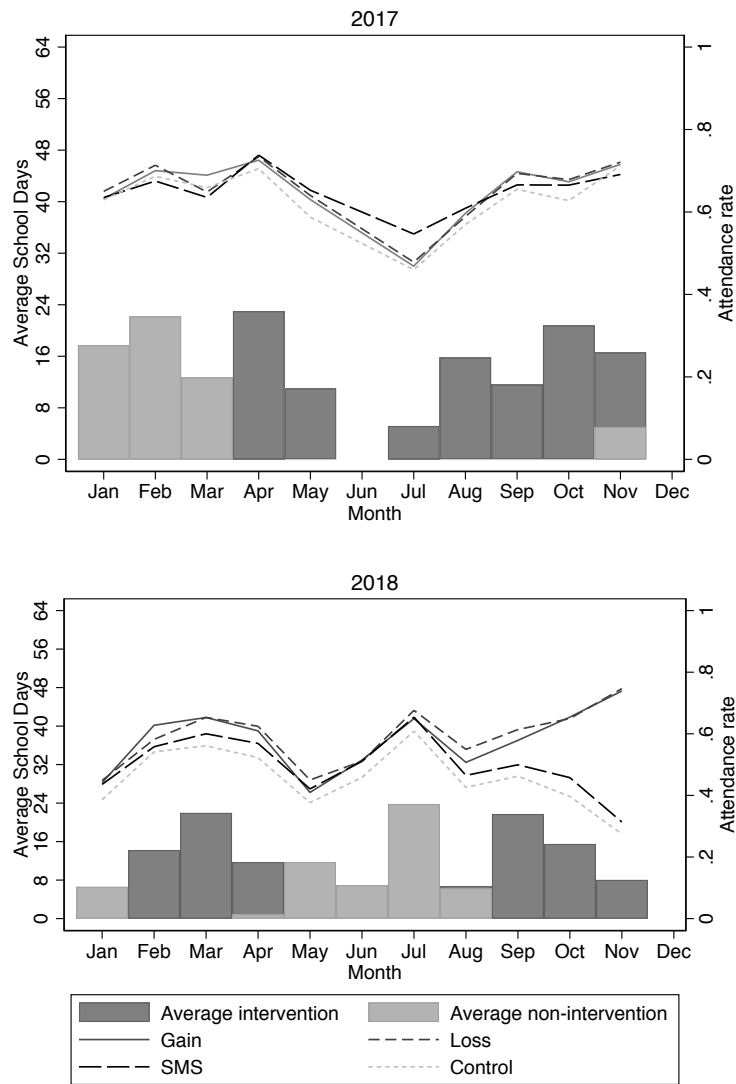 2017
Average School Days
0 8 16 24 32 40 48 56 64
0 .2 .4 .6 .8 1
Attendance rate
Jan Feb Mar Apr May Jun Jul Aug Sep Oct Nov Dec
Month
2018
Average School Days
0 8 16 24 32 40 48 56 64
0 .2 .4 .6 .8 1
Attendance rate
Jan Feb Mar Apr May Jun Jul Aug Sep Oct Nov Dec
Month
Average intervention Average non-intervention
Gain Loss
SMS Control